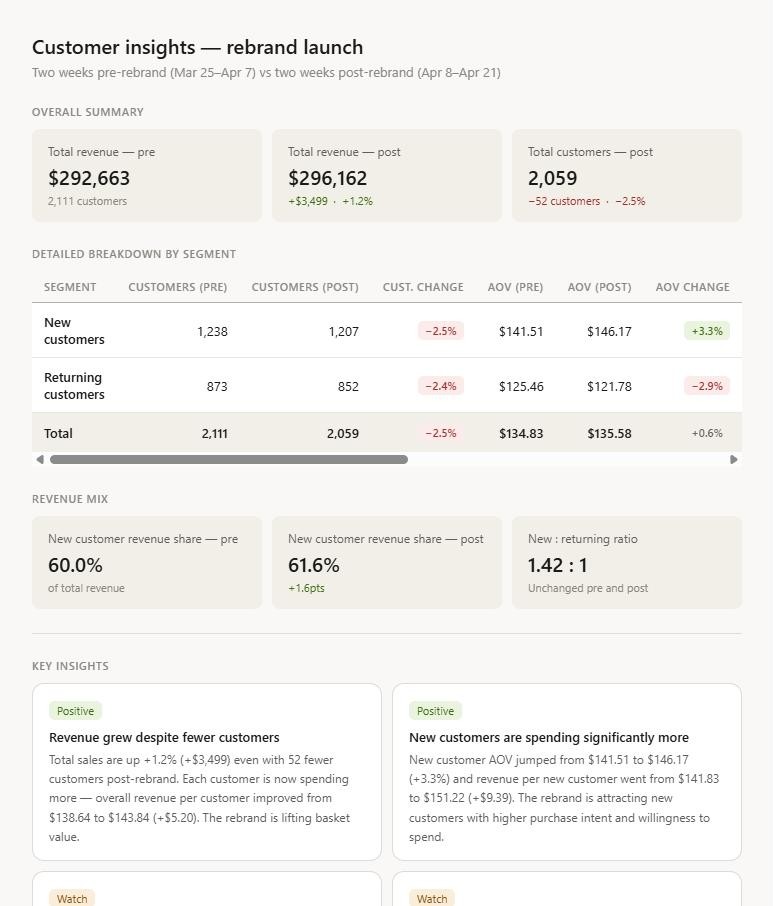 Customer insights — rebrand launch
Two weeks pre-rebrand (Mar 25–Apr 7) vs two weeks post-rebrand (Apr 8–Apr 21)
OVERALL SUMMARY
Total revenue — pre
$292,663
2,111 customers
Total revenue — post
$296,162
+$3,499 · +1.2%
Total customers — post
2,059
−52 customers · −2.5%
DETAILED BREAKDOWN BY SEGMENT
SEGMENT CUSTOMERS (PRE) CUSTOMERS (POST) CUST. CHANGE AOV (PRE) AOV (POST) AOV CHANGE
New
customers
1,238 1,207 −2.5% $141.51 $146.17 +3.3%
Returning
customers
873 852 −2.4% $125.46 $121.78 −2.9%
Total 2,111 2,059 −2.5% $134.83 $135.58 +0.6%
REVENUE MIX
New customer revenue share — pre
60.0%
of total revenue
New customer revenue share — post
61.6%
+1.6pts
New : returning ratio
1.42 : 1
Unchanged pre and post
KEY INSIGHTS
Positive
Revenue grew despite fewer customers
Total sales are up +1.2% (+$3,499) even with 52 fewer
customers post-rebrand. Each customer is now spending
more — overall revenue per customer improved from
$138.64 to $143.84 (+$5.20). The rebrand is lifting basket
value.
Positive
New customers are spending significantly more
New customer AOV jumped from $141.51 to $146.17
(+3.3%) and revenue per new customer went from $141.83
to $151.22 (+$9.39). The rebrand is attracting new
customers with higher purchase intent and willingness to
spend.
Watch
Watch